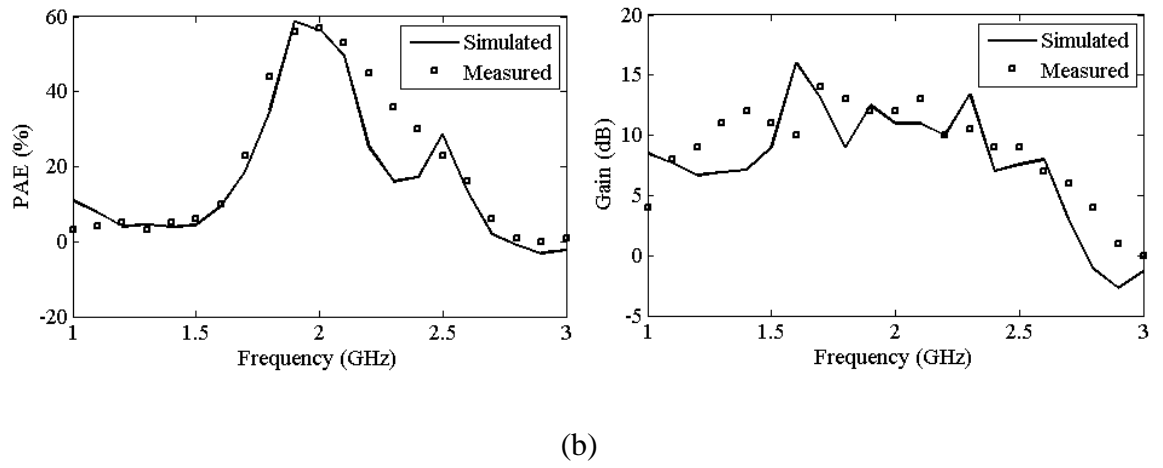 60
40
20
0
-20
PAE (%)
Simulated
Measured
1
1.5
2
2.5
3
Frequency (GHz)
20
15
10
5
0
-5
Gain (dB)
Simulated
Measured
1
1.5
2
2.5
3
Frequency (GHz)
(b)